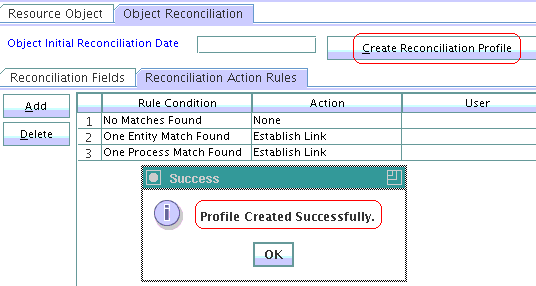 Resource Object Object Reconciliation
Object Initial Reconciliation Date Create Reconciliation Profile
Reconciliation Fields Reconciliation Action Rules
Add Rule Condition Action User
1 No Matches Found None
Delete 2 One Entity Match Found Establish Link
3 One Process Match Found Establish Link
Success
i Profile Created Successfully.
OK